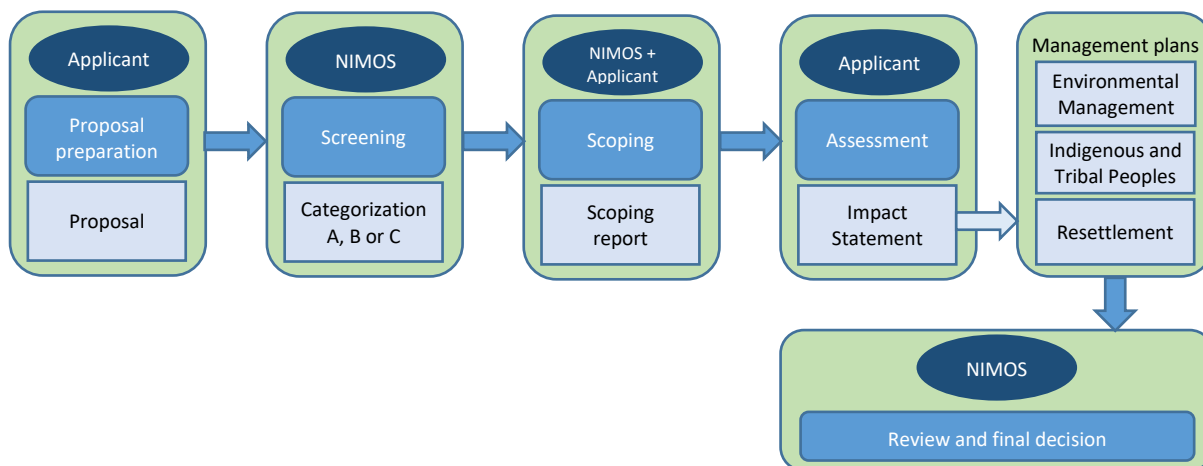 Applicant
Proposal
preparation
Proposal
NIMOS
Screening
Categorization
A, B or C
NIMOS +
Applicant
Scoping
Scoping
report
Applicant
Assessment
Impact
Statement
Management plans
Environmental
Management
Indigenous and
Tribal Peoples
Resettlement
NIMOS
Review and final decision